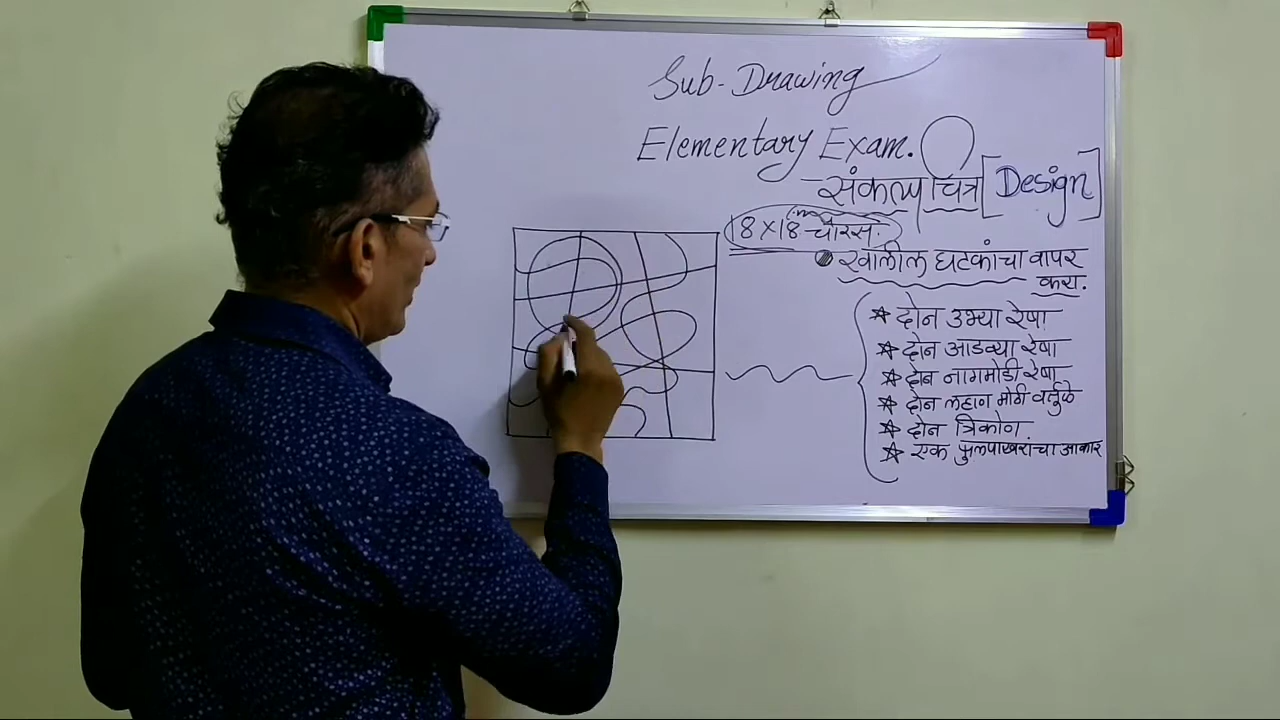 Sub-Drawing
Elementary Exam.
संकल्प चित्र [Design]
18 X 18 चौरस.
खालील घटकांचा वापर
करा.
दोन उभ्या रेषा
दोन आडव्या रेषा
दोन नागमोडी रेषा
दोन लहान मोठी वर्तुळे
दोन त्रिकोण.
एक फुलपाखराचा आकार